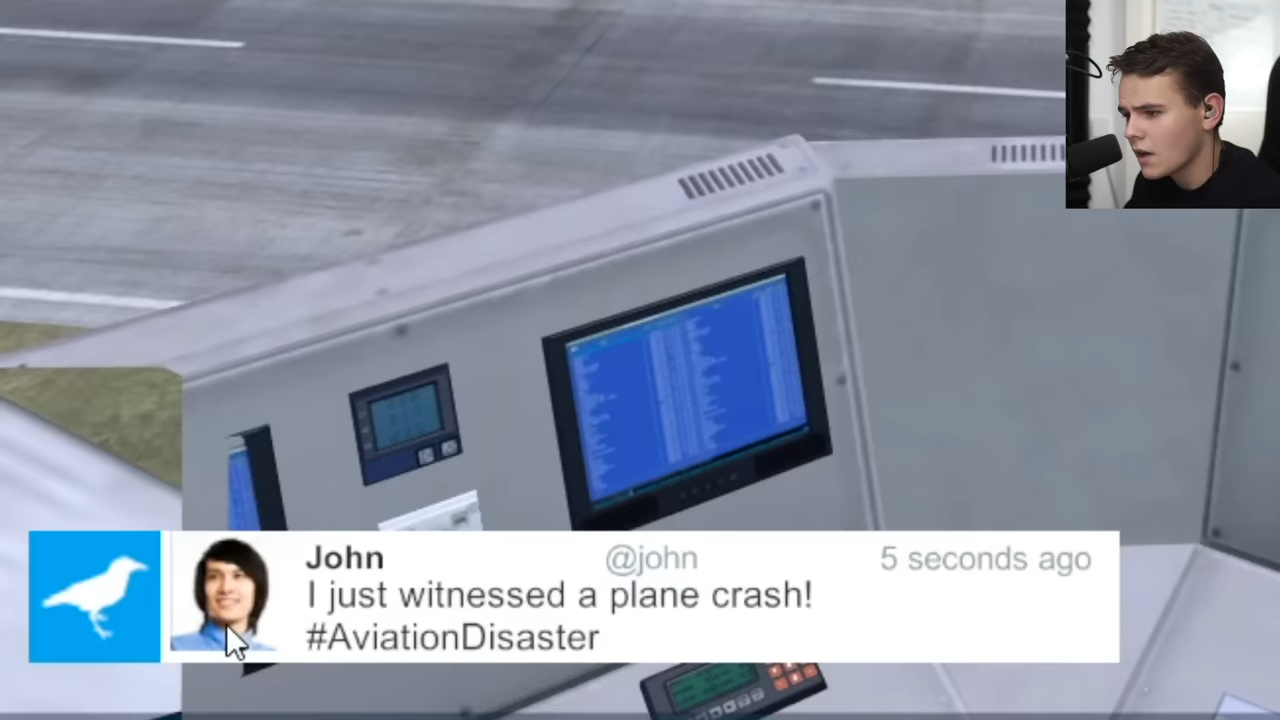 John @john 5 seconds ago
I just witnessed a plane crash!
#AviationDisaster